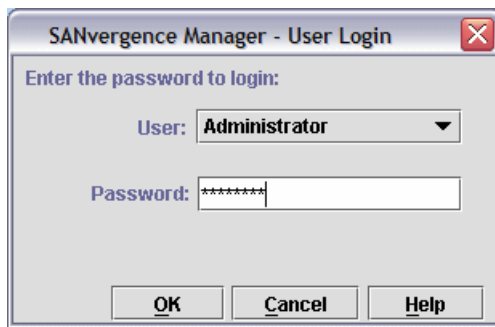 SANvergence Manager - User Login
Enter the password to login:
User: Administrator
Password: ********
OK Cancel Help